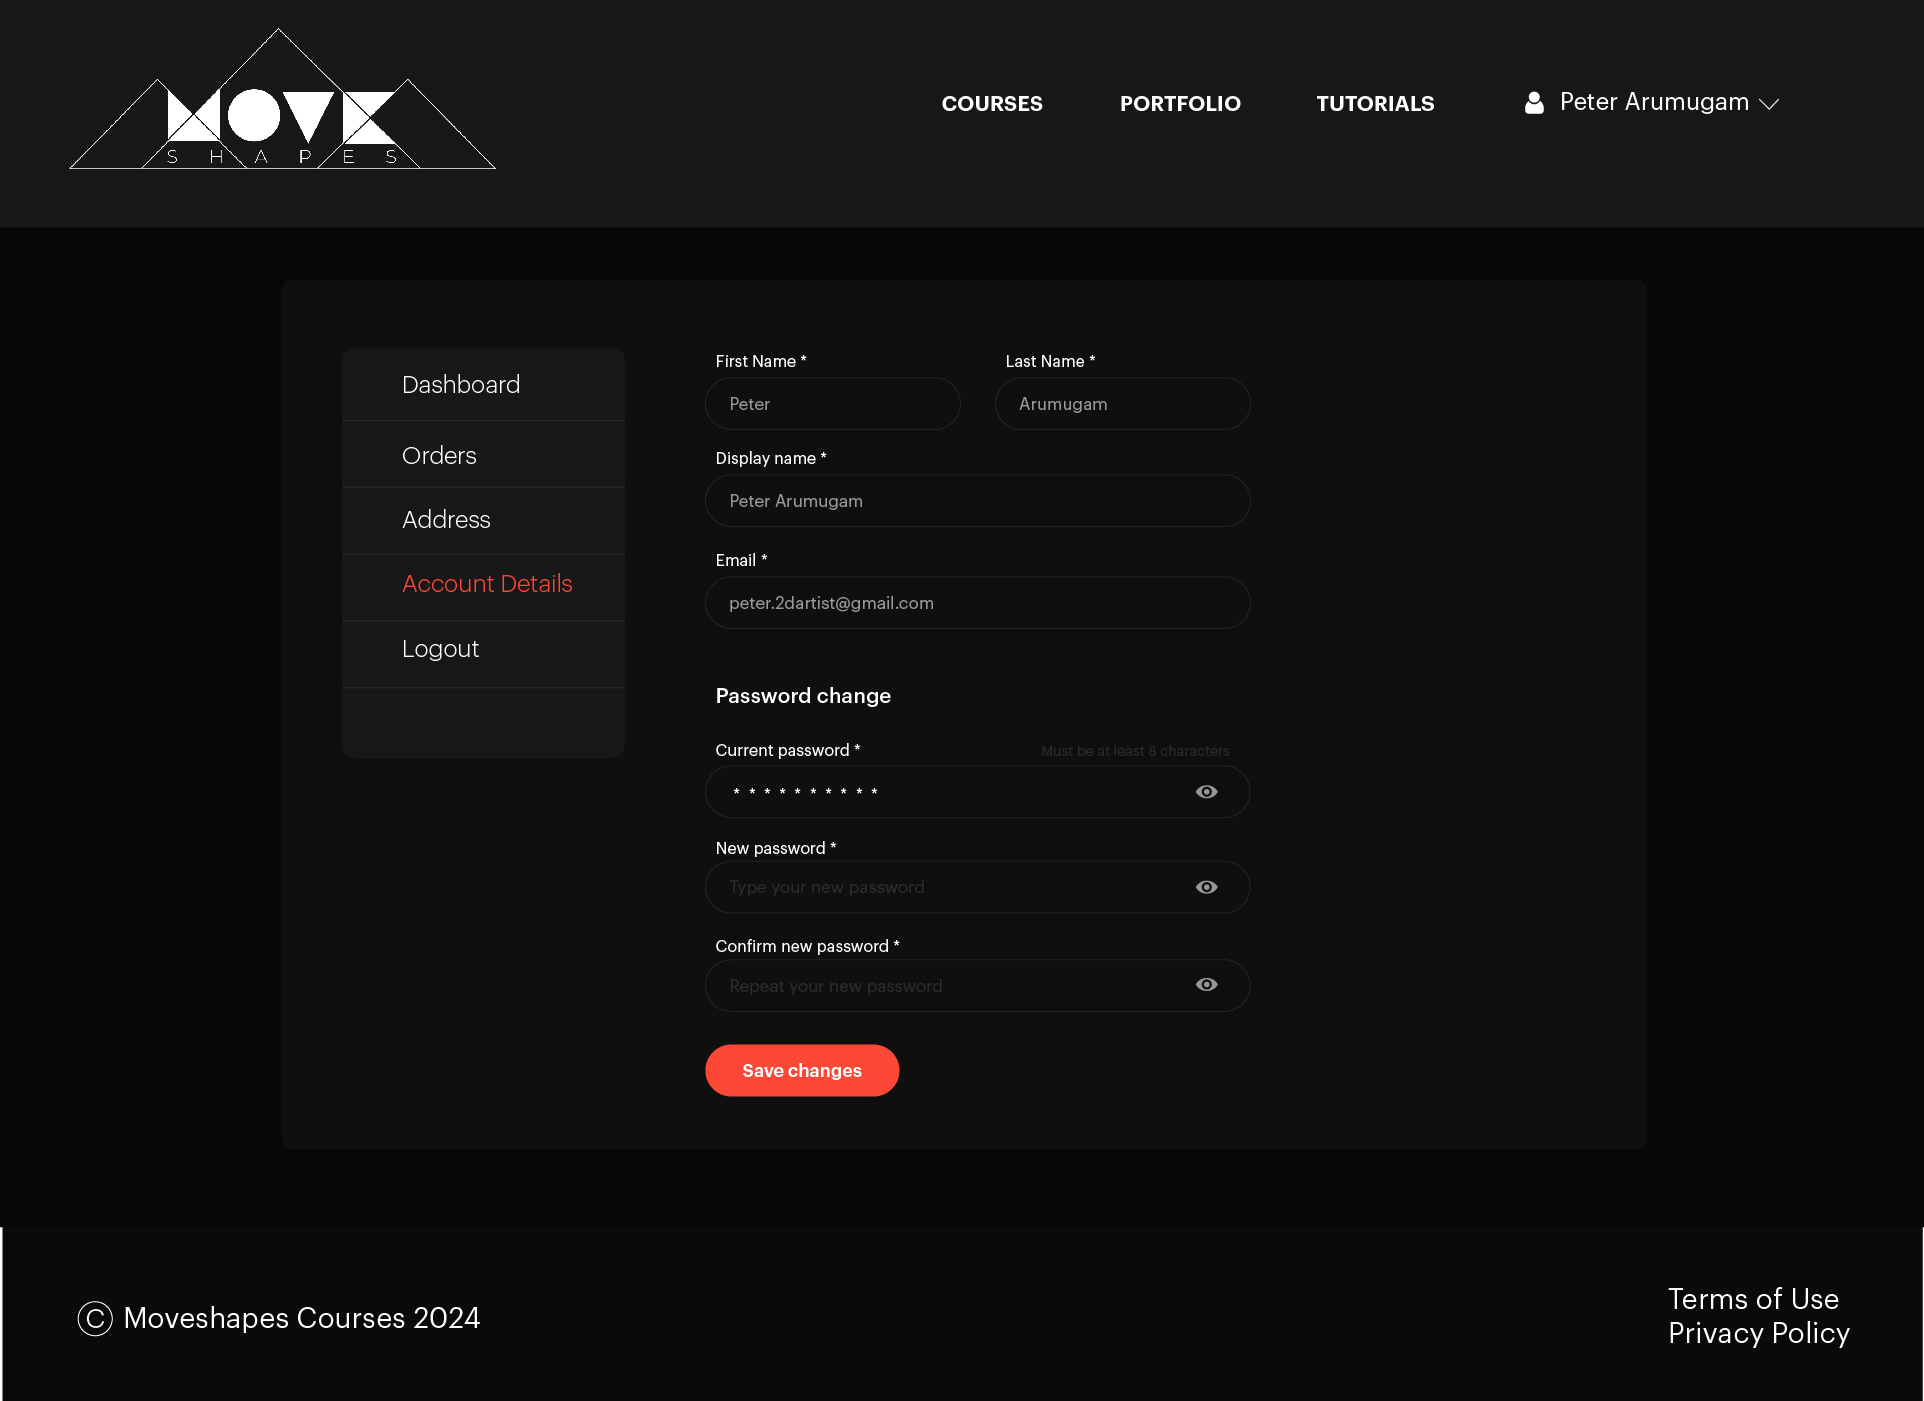 MOVE
SHAPES
COURSES
PORTFOLIO
TUTORIALS
Peter Arumugam
Dashboard
Orders
Address
Account Details
Logout
First Name *
Last Name *
Peter
Arumugam
Display name *
Peter Arumugam
Email *
peter.2dartist@gmail.com
Password change
Current password *
Must be at least 8 characters
* * * * * * * * * *
New password *
Type your new password
Confirm new password *
Repeat your new password
Save changes
© Moveshapes Courses 2024
Terms of Use
Privacy Policy